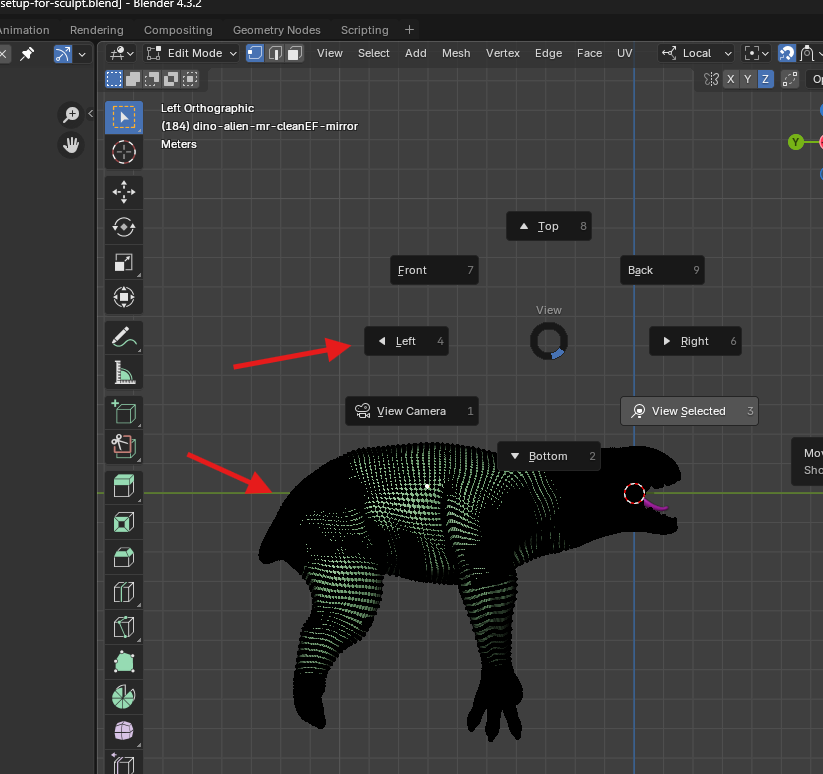 setup-for-sculpt.blend] - Blender 4.3.2
Animation Rendering Compositing Geometry Nodes Scripting +
Edit Mode View Select Add Mesh Vertex Edge Face UV Local
X Y Z
Left Orthographic
(184) dino-alien-mr-cleanEF-mirror
Meters
Y
Top 8
Front 7
Back 9
View
Left 4
Right 6
View Camera 1
View Selected 3
Bottom 2